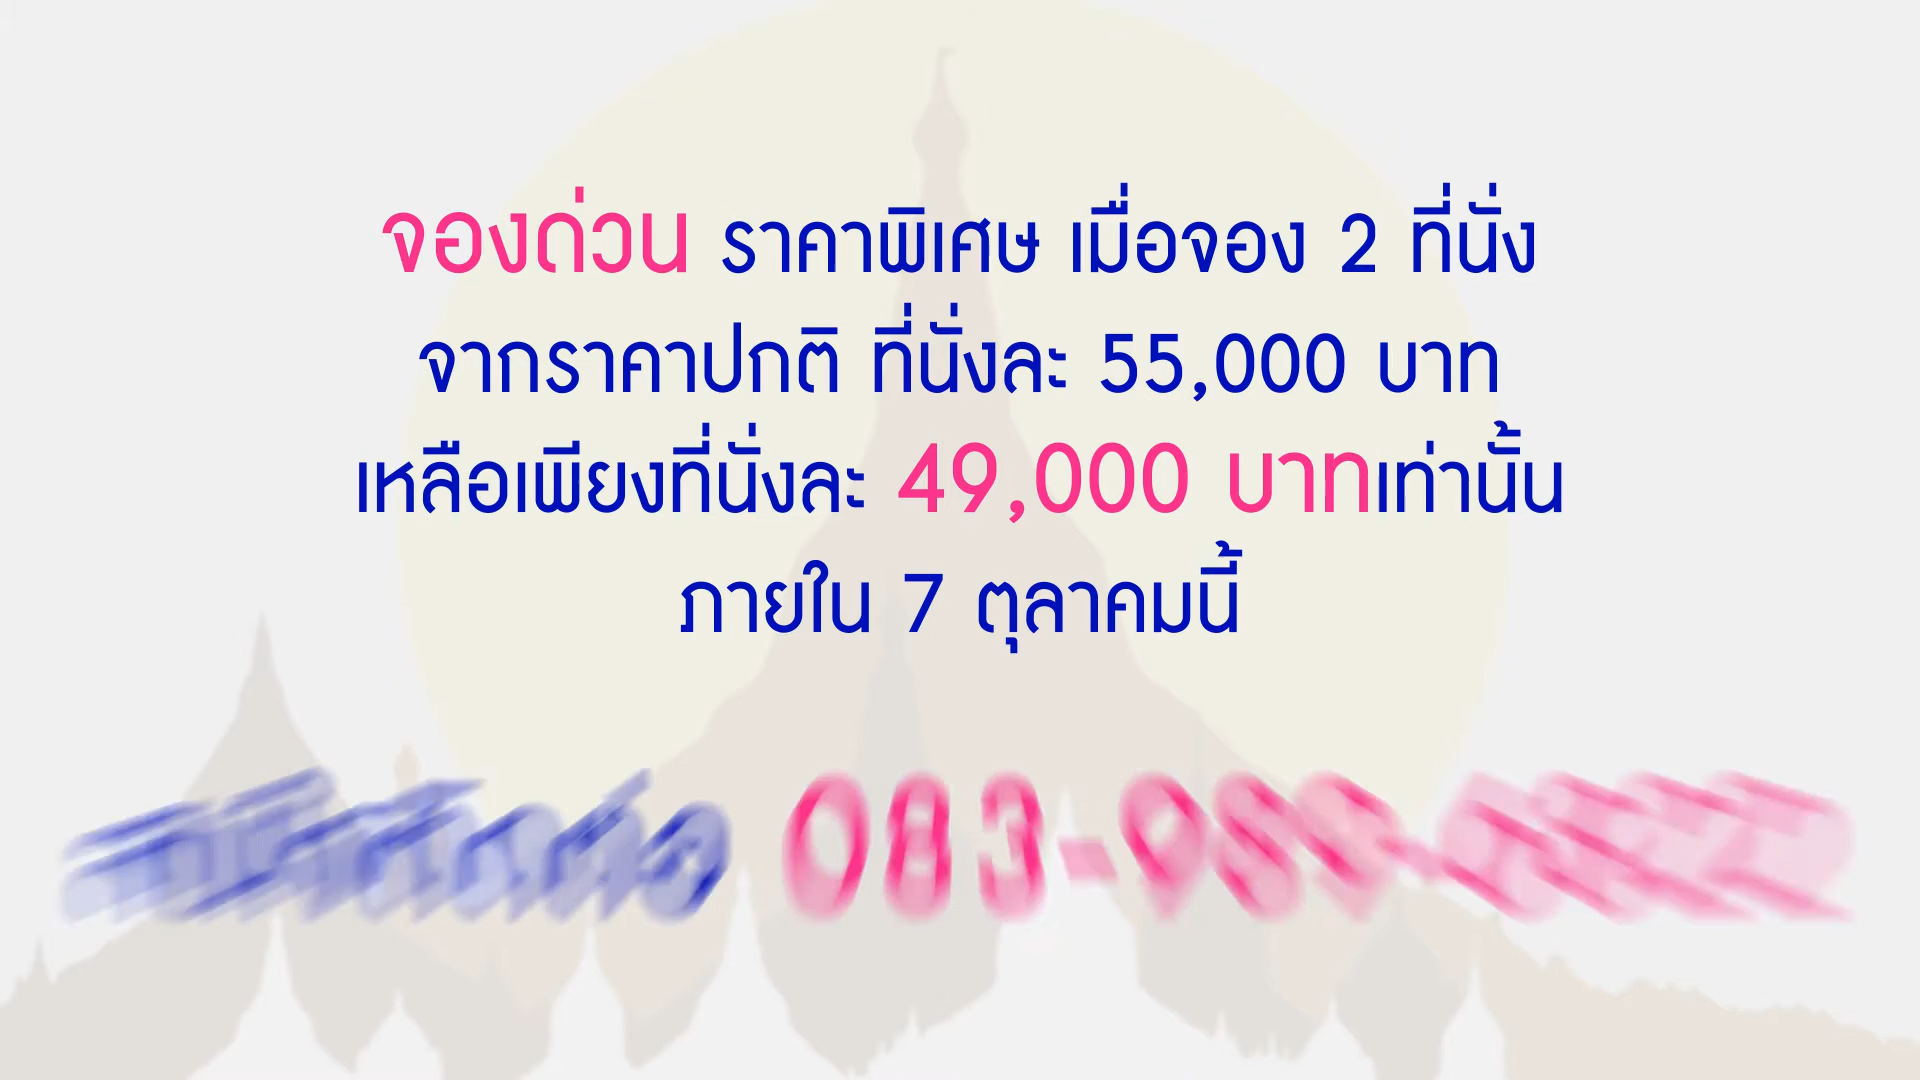 จองด่วน ราคาพิเศษ เมื่อจอง 2 ที่นั่ง
จากราคาปกติ ที่นั่งละ 55,000 บาท
เหลือเพียงที่นั่งละ 49,000 บาทเท่านั้น
ภายใน 7 ตุลาคมนี้